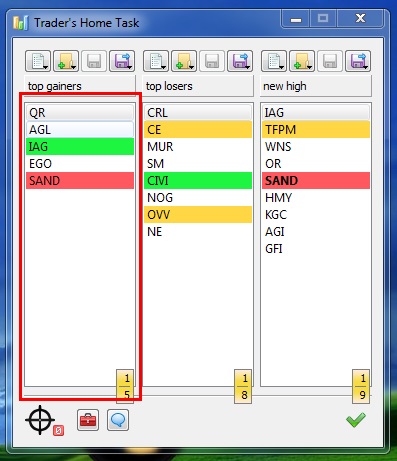 Trader's Home Task
top gainers
QR
AGL
IAG
EGO
SAND
1
5
top losers
CRL
CE
MUR
SM
CIVI
NOG
OVV
NE
1
8
new high
IAG
TFPM
WNS
OR
SAND
HMY
KGC
AGI
GFI
1
9
0